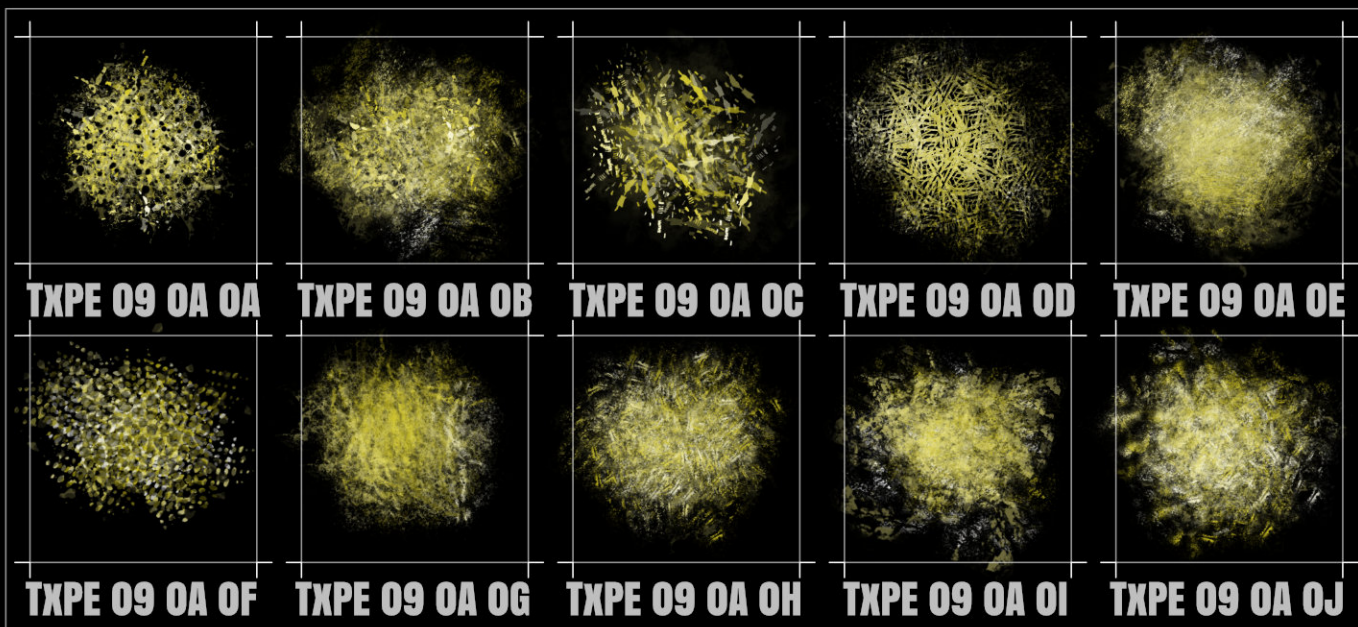 TXPE 09 0A 0A
TXPE 09 0A 0B
TXPE 09 0A 0C
TXPE 09 0A 0D
TXPE 09 0A 0E
TXPE 09 0A 0F
TXPE 09 0A 0G
TXPE 09 0A 0H
TXPE 09 0A 0I
TXPE 09 0A 0J